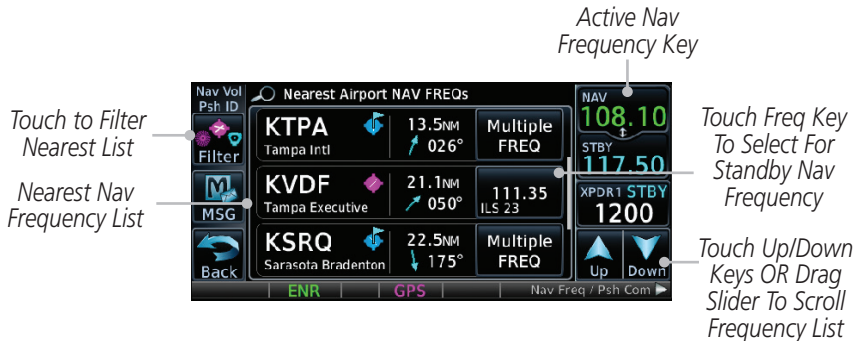 Active Nav
Frequency Key
Touch to Filter
Nearest List
Nearest Nav
Frequency List
Nav Vol
Psh ID
Filter
MSG
Back
Nearest Airport NAV FREQs
KTPA
Tampa Intl
13.5NM
026°
Multiple
FREQ
KVDF
Tampa Executive
21.1NM
050°
111.35
ILS 23
KSRQ
Sarasota Bradenton
22.5NM
175°
Multiple
FREQ
NAV
108.10
STBY
117.50
XPDR1 STBY
1200
Up
Down
ENR
GPS
Nav Freq / Psh Com
Touch Freq Key
To Select For
Standby Nav
Frequency
Touch Up/Down
Keys OR Drag
Slider To Scroll
Frequency List